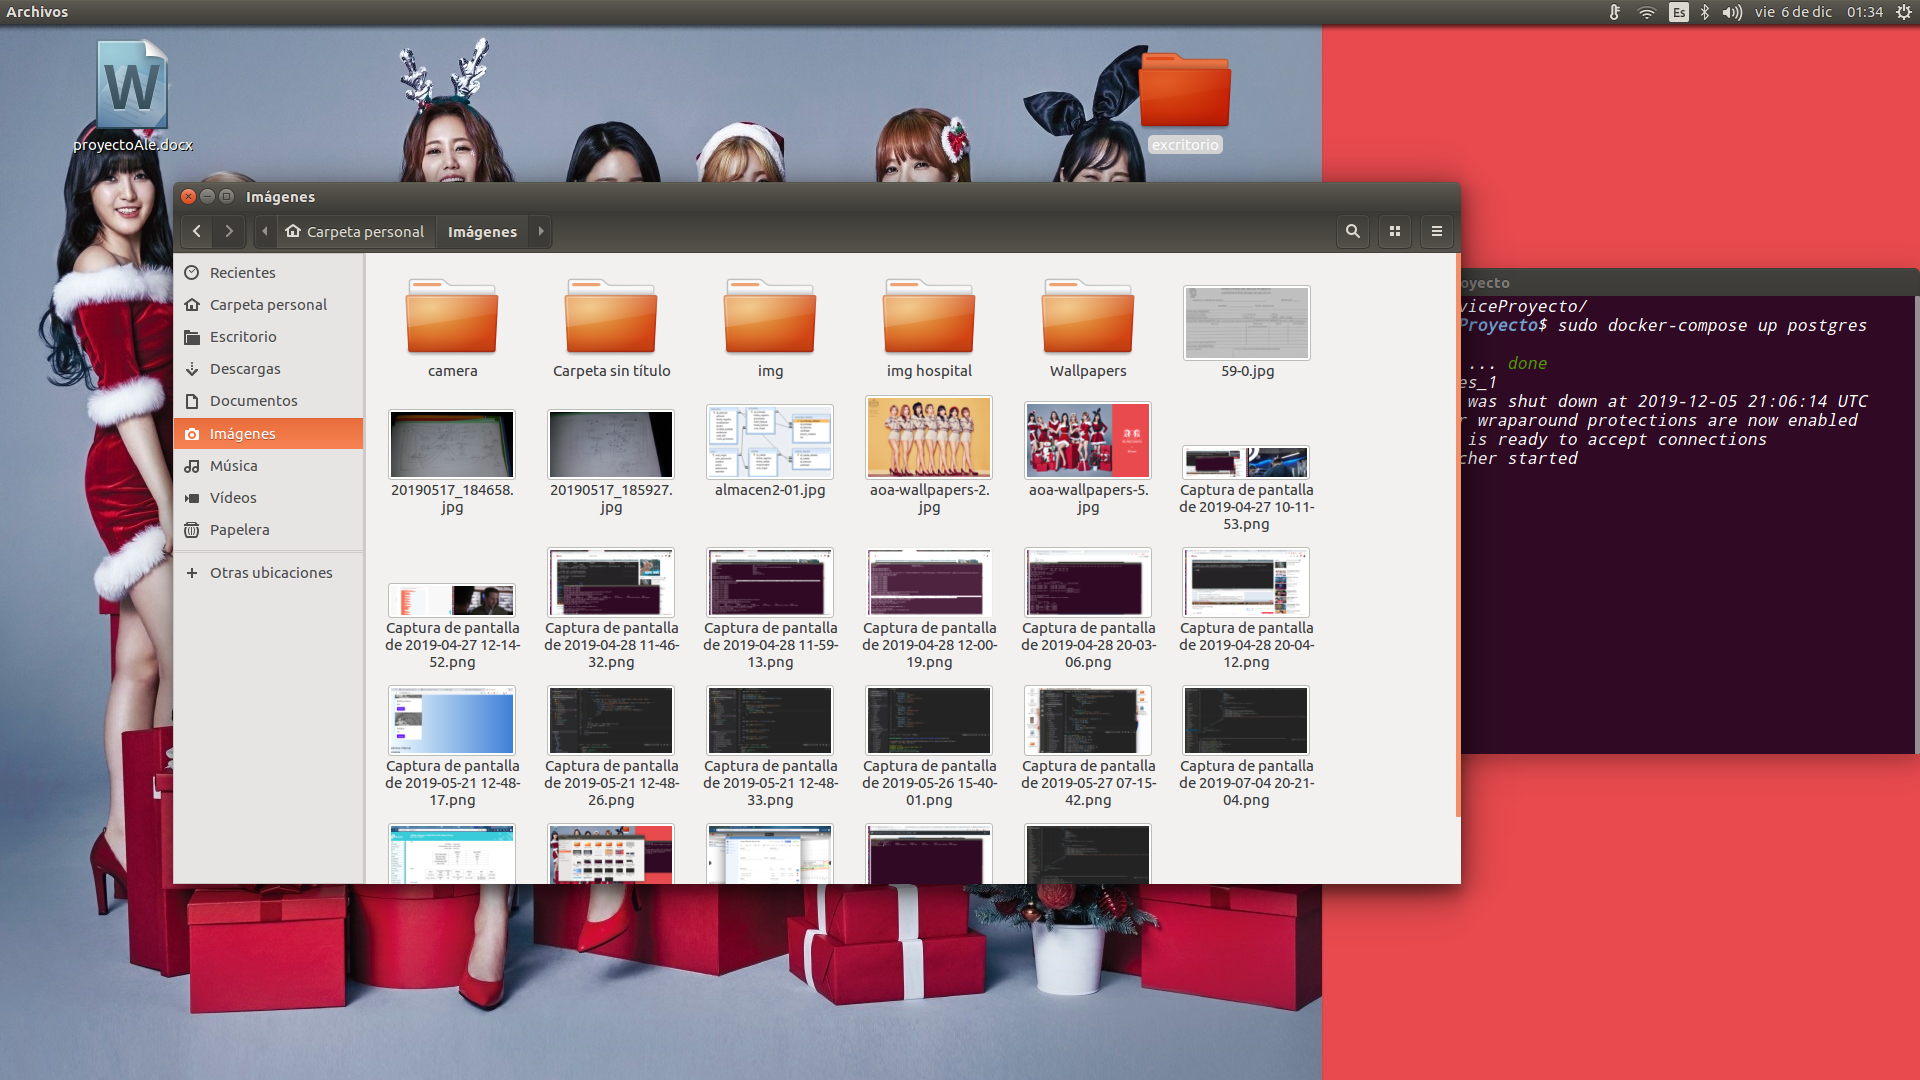 Archivos
Es
vie 6 de dic
01:34
W
proyectoAle.docx
excritorio
Imágenes
Carpeta personal
Imágenes
Recientes
Carpeta personal
Escritorio
Descargas
Documentos
Imágenes
Música
Vídeos
Papelera
Otras ubicaciones
camera
Carpeta sin título
img
img hospital
Wallpapers
59-0.jpg
20190517_184658.
jpg
20190517_185927.
jpg
almacen2-01.jpg
aoa-wallpapers-2.
jpg
aoa-wallpapers-5.
jpg
Captura de pantalla
de 2019-04-27 10-11-
53.png
Captura de pantalla
de 2019-04-27 12-14-
52.png
Captura de pantalla
de 2019-04-28 11-46-
32.png
Captura de pantalla
de 2019-04-28 11-59-
13.png
Captura de pantalla
de 2019-04-28 12-00-
19.png
Captura de pantalla
de 2019-04-28 20-03-
06.png
Captura de pantalla
de 2019-04-28 20-04-
12.png
Captura de pantalla
de 2019-05-21 12-48-
17.png
Captura de pantalla
de 2019-05-21 12-48-
26.png
Captura de pantalla
de 2019-05-21 12-48-
33.png
Captura de pantalla
de 2019-05-26 15-40-
01.png
Captura de pantalla
de 2019-05-27 07-15-
42.png
Captura de pantalla
de 2019-07-04 20-21-
04.png
oyecto
viceProyecto/
Proyecto$ sudo docker-compose up postgres
... done
es_1
was shut down at 2019-12-05 21:06:14 UTC
r wraparound protections are now enabled
is ready to accept connections
cher started